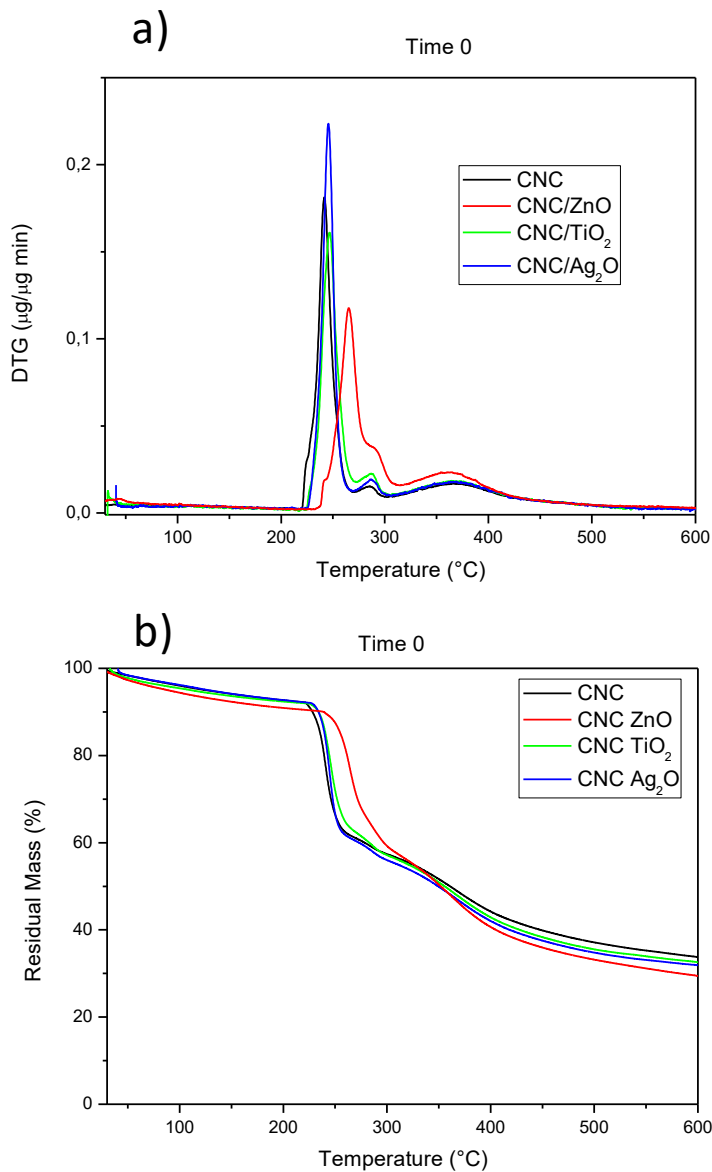 a)
Time 0
0,2
0,1
0,0
DTG (μg/μg min)
CNC
CNC/ZnO
CNC/TiO₂
CNC/Ag₂O
100 200 300 400 500 600
Temperature (°C)
b)
Time 0
100
80
60
40
20
0
Residual Mass (%)
CNC
CNC ZnO
CNC TiO₂
CNC Ag₂O
100 200 300 400 500 600
Temperature (°C)